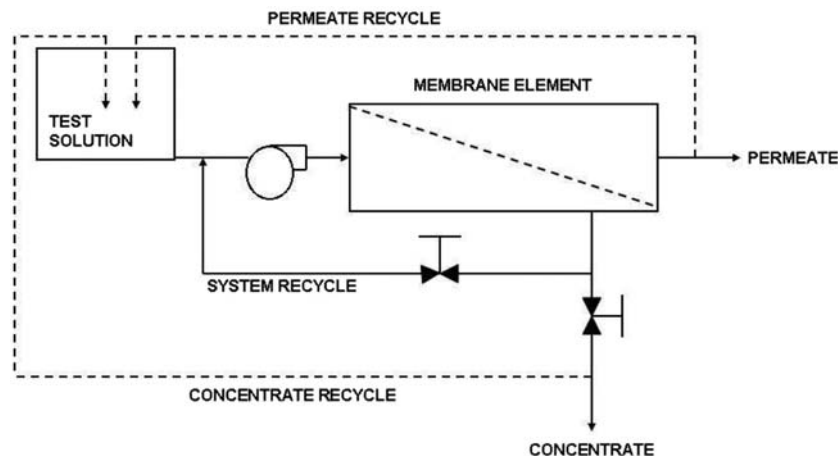 PERMEATE RECYCLE
MEMBRANE ELEMENT
TEST
SOLUTION
PERMEATE
SYSTEM RECYCLE
CONCENTRATE RECYCLE
CONCENTRATE